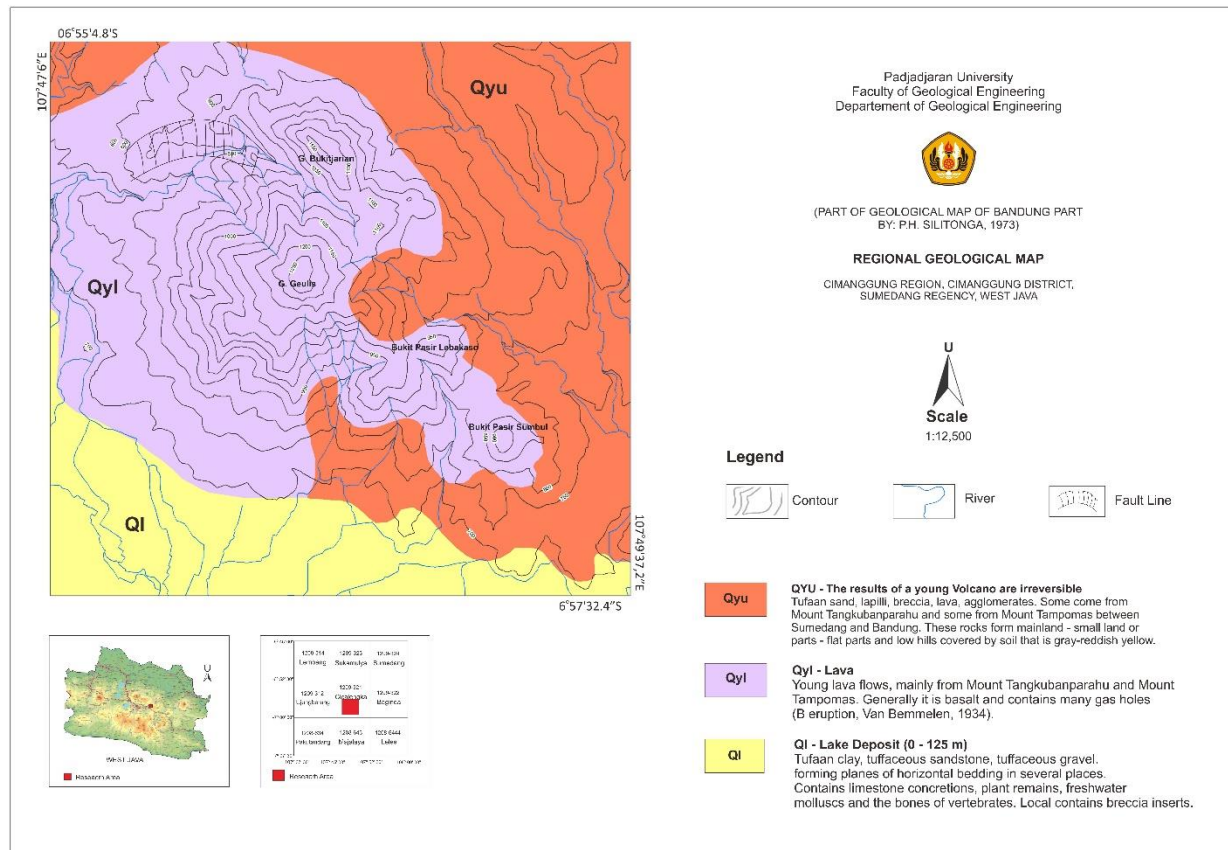 06°55'4.8'S
107°47'6"E
Qyu
G. Bukitjarian
1200
G. Geulis
Qyl
Bukit Pasir Lebakaso
Bukit Pasir Sumbul
Ql
107°49'37,2"E
6°57'32.4"S
Padjadjaran University
Faculty of Geological Engineering
Departement of Geological Engineering
(PART OF GEOLOGICAL MAP OF BANDUNG PART
BY: P.H. SILITONGA, 1973)
REGIONAL GEOLOGICAL MAP
CIMANGGUNG REGION, CIMANGGUNG DISTRICT,
SUMEDANG REGENCY, WEST JAVA
U
Scale
1:12,500
Legend
Contour
River
Fault Line
Qyu
QYU - The results of a young Volcano are irreversible
Tufaan sand, lapilli, breccia, lava, agglomerates. Some come from
Mount Tangkubanparahu and some from Mount Tampomas between
Sumedang and Bandung. These rocks form mainland - small land or
parts - flat parts and low hills covered by soil that is gray-reddish yellow.
Qyl
Qyl - Lava
Young lava flows, mainly from Mount Tangkubanparahu and Mount
Tampomas. Generally it is basalt and contains many gas holes
(B eruption, Van Bemmelen, 1934).
Ql
Ql - Lake Deposit (0 - 125 m)
Tufaan clay, tuffaceous sandstone, tuffaceous gravel.
forming planes of horizontal bedding in several places.
Contains limestone concretions, plant remains, freshwater
molluscs and the bones of vertebrates. Local contains breccia inserts.
U
WEST JAVA
Research Area
Lembang Sukamulya Sumedang
Cicalengka
Ujungberung
Majalaya
Research Area